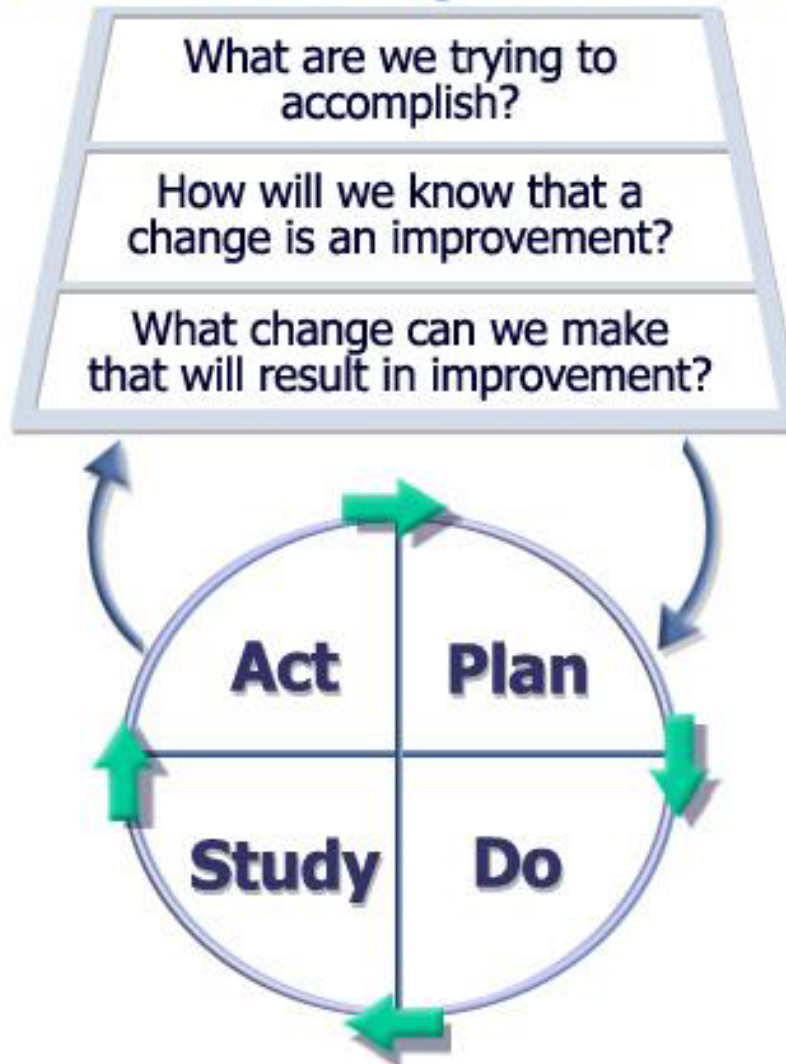 What are we trying to
accomplish?
How will we know that a
change is an improvement?
What change can we make
that will result in improvement?
Act
Plan
Study
Do